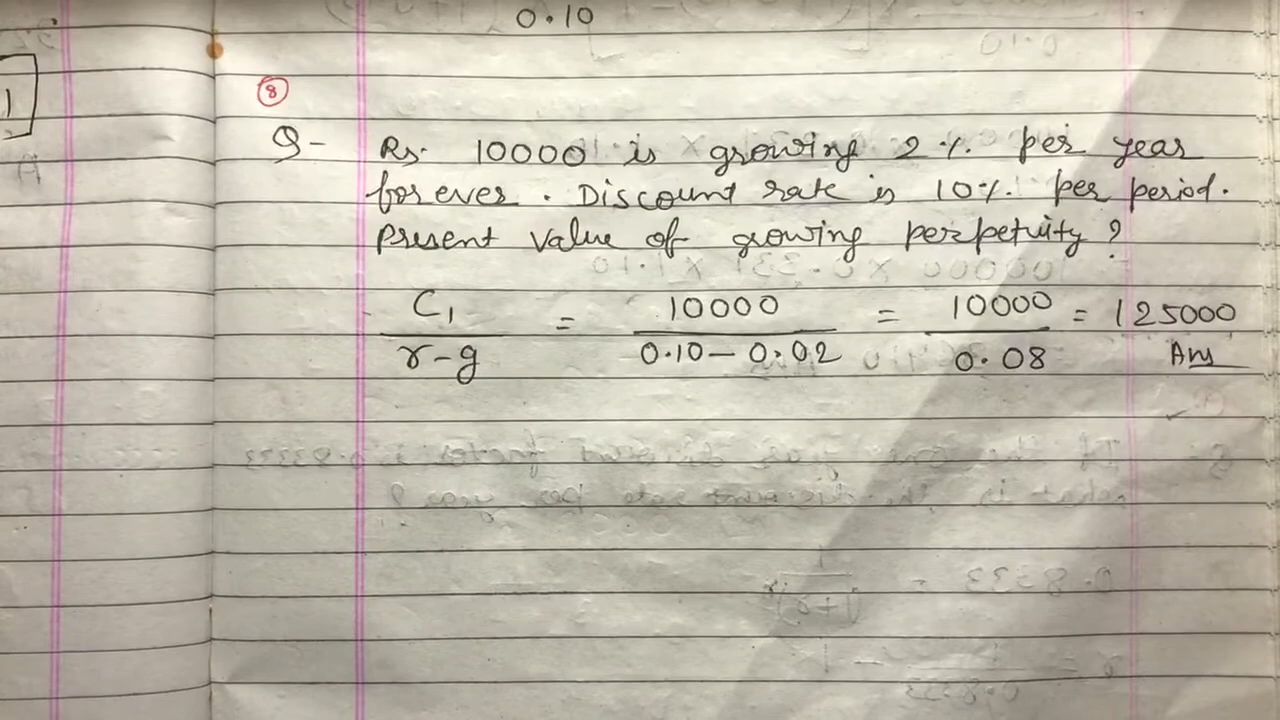 0.10
1
8
Q- Rs. 10000 is growing 2%. per year
for ever. Discount rate is 10%. per period.
Present value of growing perpetuity ?
C1 / r-g = 10000 / 0.10-0.02 = 10000 / 0.08 = 125000
Ans